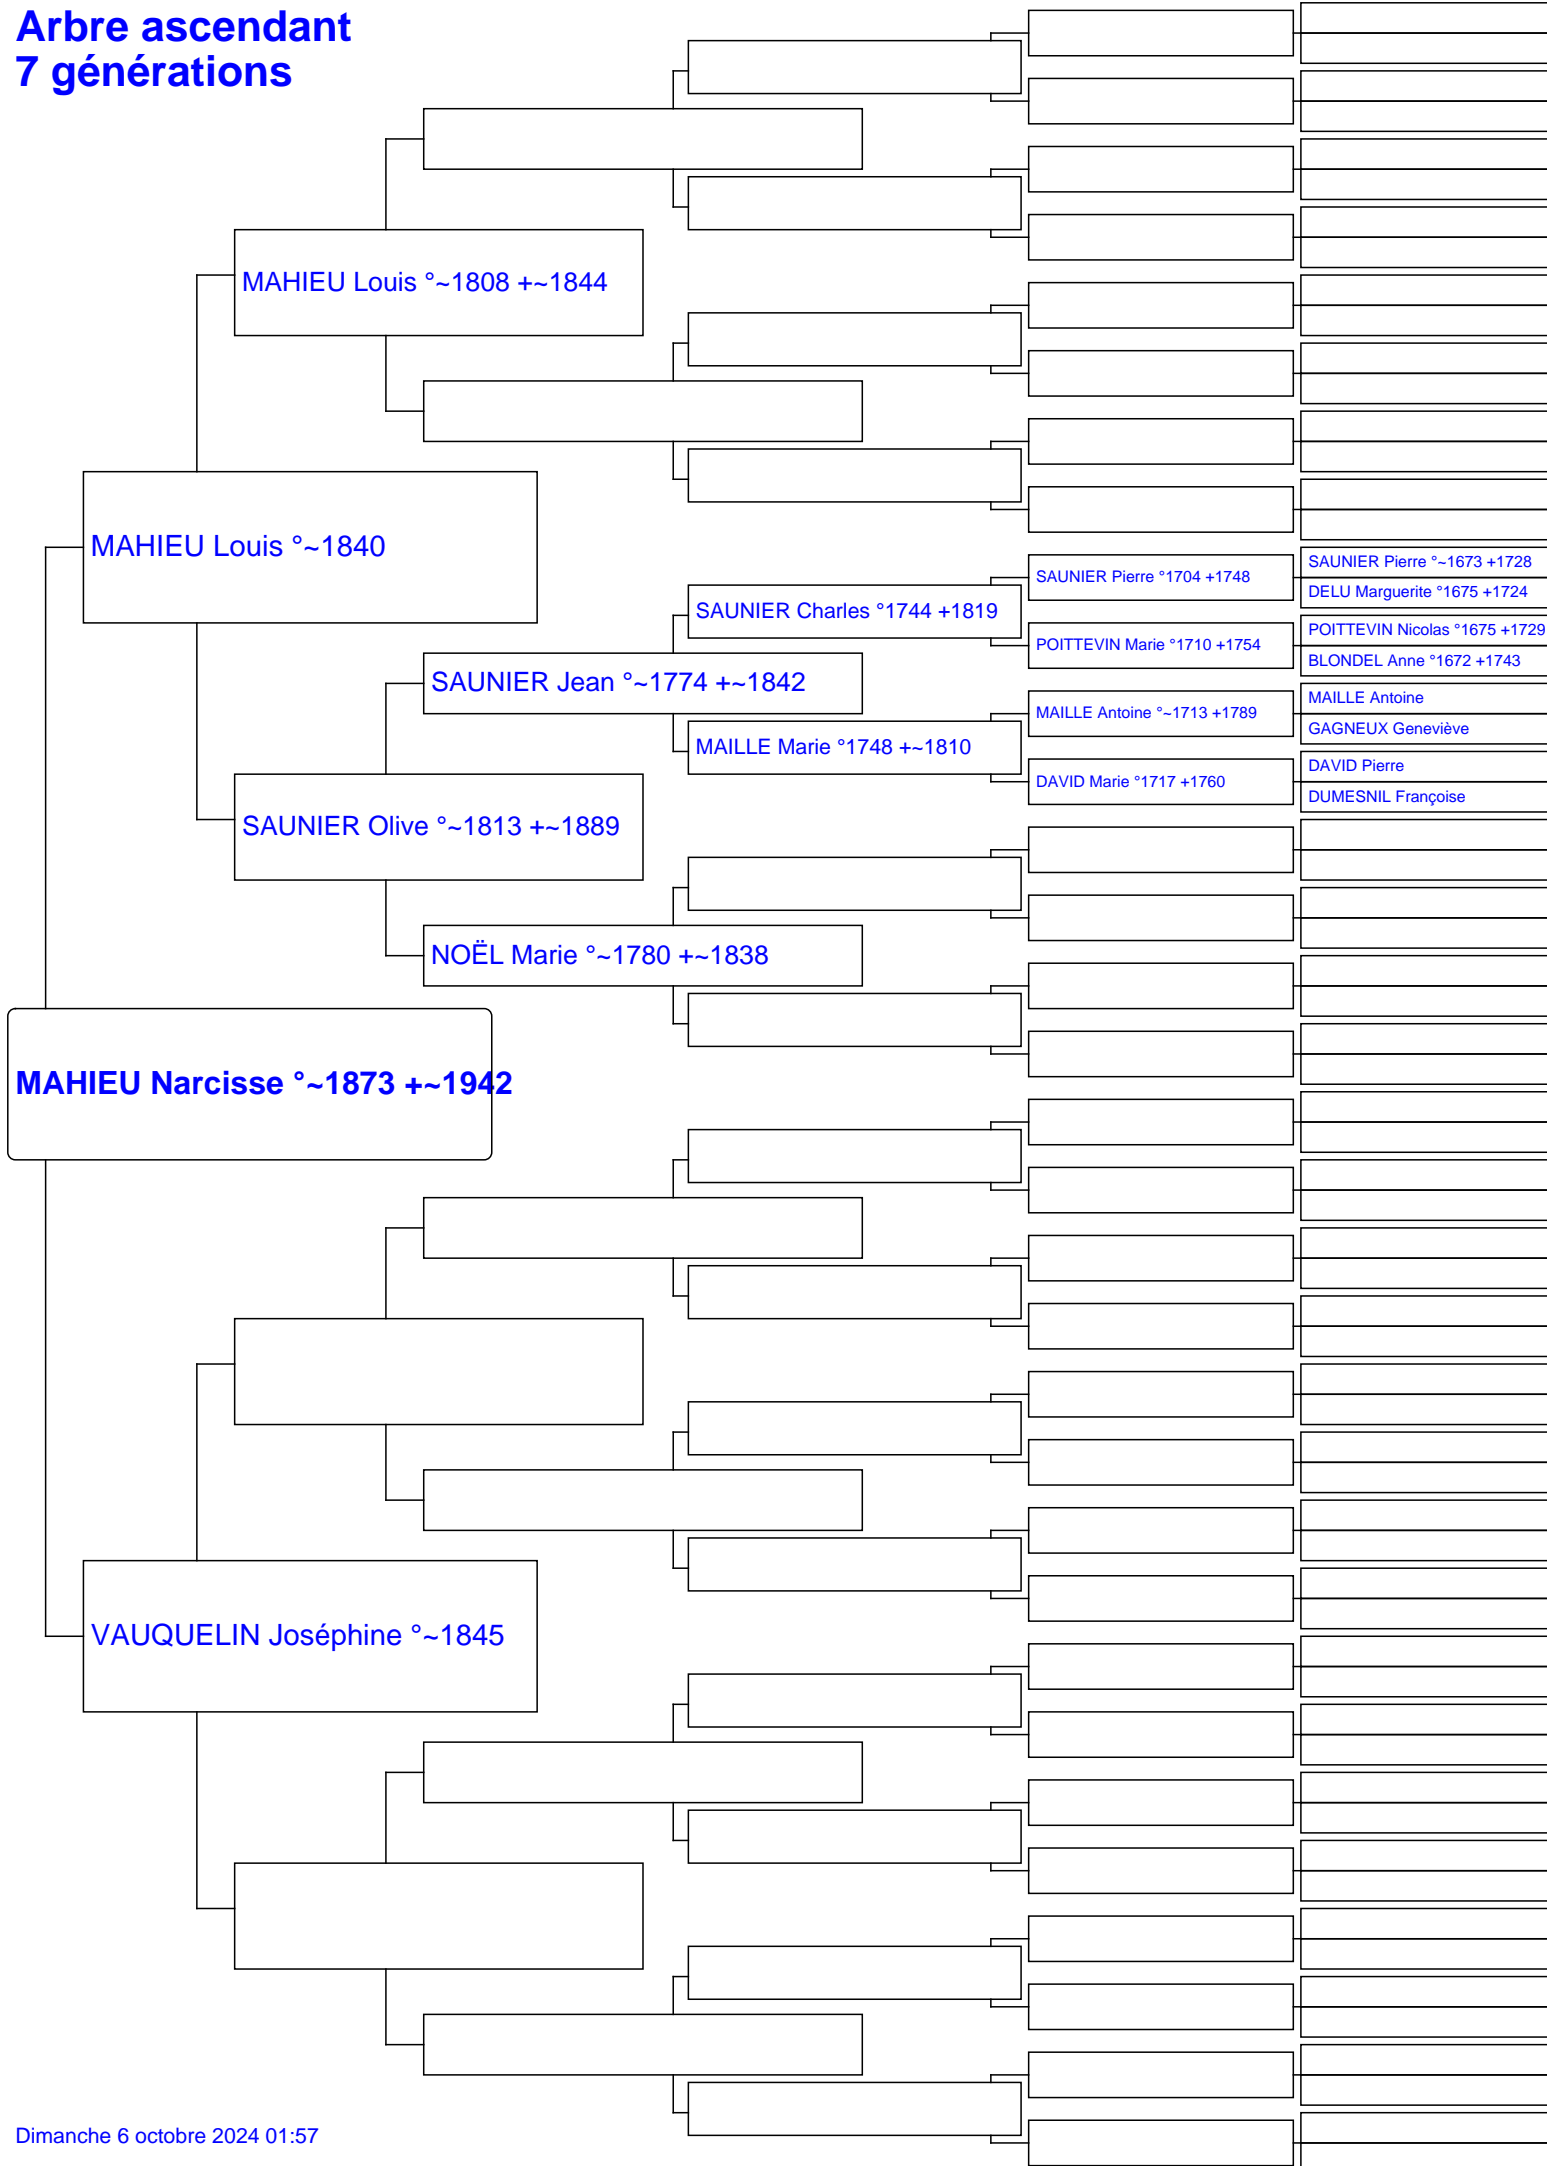 Arbre ascendant
7 générations
MAHIEU Louis °~1808 +~1844
MAHIEU Louis °~1840
SAUNIER Pierre °~1673 +1728
SAUNIER Pierre °1704 +1748
DELU Marguerite °1675 +1724
SAUNIER Charles °1744 +1819
POITTEVIN Nicolas °1675 +1729
POITTEVIN Marie °1710 +1754
BLONDEL Anne °1672 +1743
SAUNIER Jean °~1774 +~1842
MAILLE Antoine
MAILLE Antoine °~1713 +1789
GAGNEUX Geneviève
MAILLE Marie °1748 +~1810
DAVID Pierre
DAVID Marie °1717 +1760
DUMESNIL Françoise
SAUNIER Olive °~1813 +~1889
NOËL Marie °~1780 +~1838
MAHIEU Narcisse °~1873 +~1942
VAUQUELIN Joséphine °~1845
Dimanche 6 octobre 2024 01:57